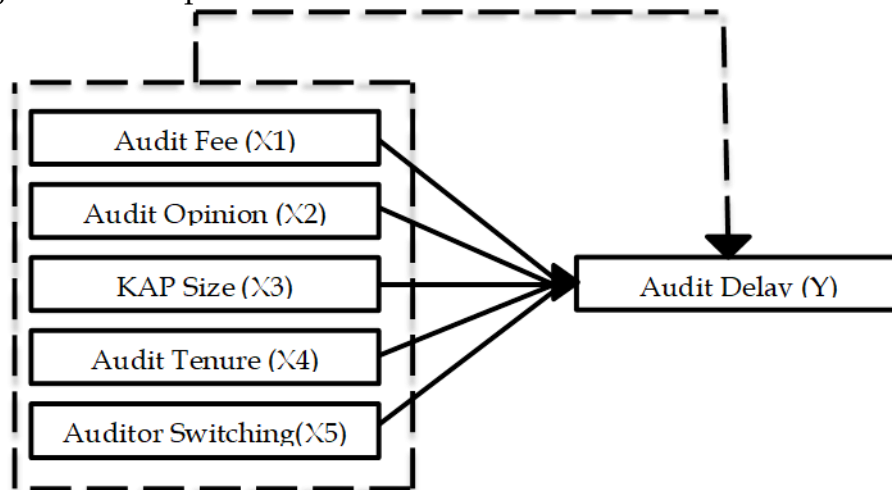 Audit Fee (X1)
Audit Opinion (X2)
KAP Size (X3)
Audit Tenure (X4)
Auditor Switching(X5)
Audit Delay (Y)